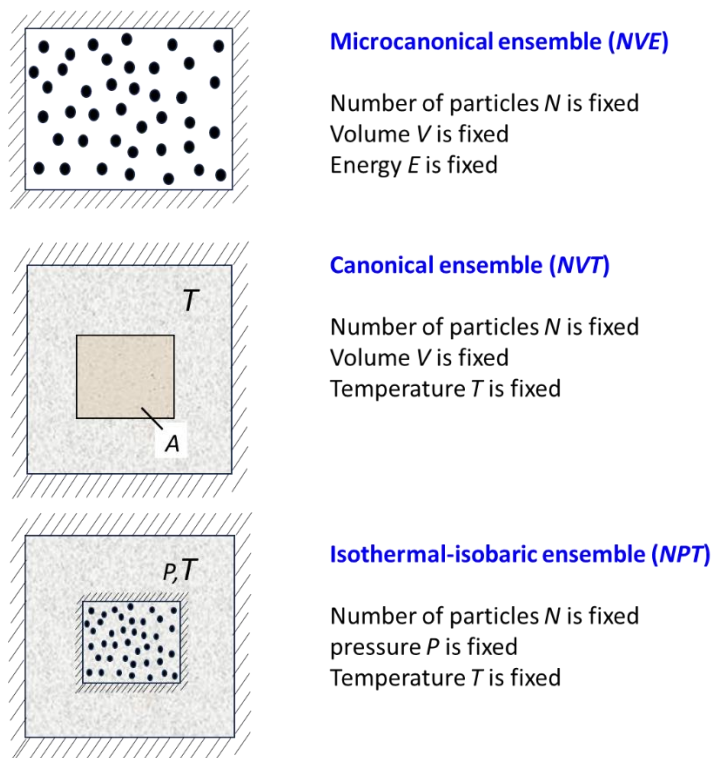 Microcanonical ensemble (NVE)
Number of particles N is fixed
Volume V is fixed
Energy E is fixed
T
A
Canonical ensemble (NVT)
Number of particles N is fixed
Volume V is fixed
Temperature T is fixed
P,T
Isothermal-isobaric ensemble (NPT)
Number of particles N is fixed
pressure P is fixed
Temperature T is fixed